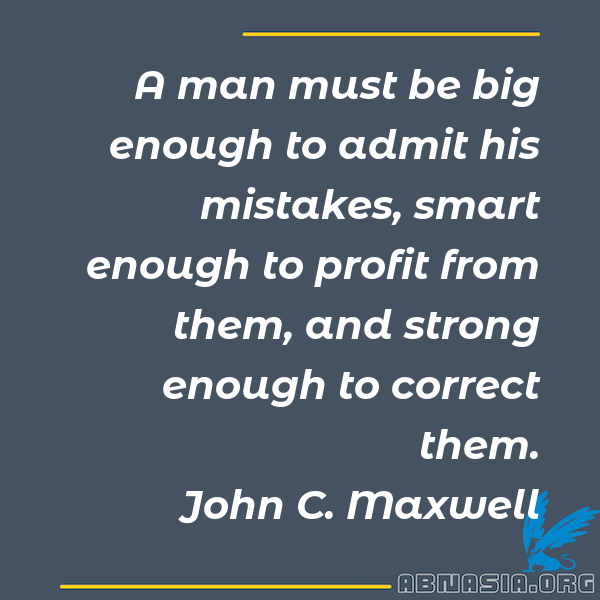 A man must be big
enough to admit his
mistakes, smart
enough to profit from
them, and strong
enough to correct
them.
John C. Maxwell
ABNASIA.ORG